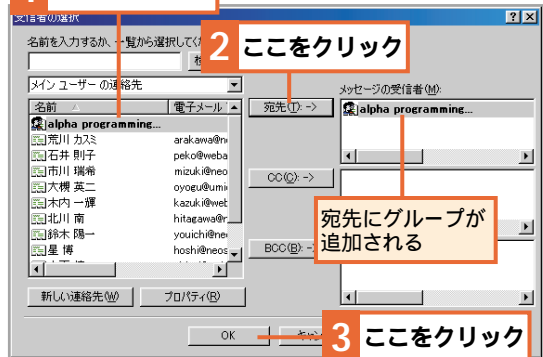 受信者の選択
名前を入力するか、一覧から選択してく
2 ここをクリック
メイン ユーザー の連絡先
宛先(T): ->
メッセージの受信者(M):
名前 電子メール
alpha programming...
alpha programming...
荒川 カスミ arakawa@n
石井 則子 peko@weba
市川 瑞希 mizuki@neo
CC(C): ->
大槻 英二 oyogu@umi
木内 一輝 kazuki@wet
北川 南 hitagawa@r
宛先にグループが
追加される
鈴木 陽一 youichi@ne
星 博 hoshi@neos
BCC(B): ->
新しい連絡先(W) プロパティ(R)
OK
3 ここをクリック